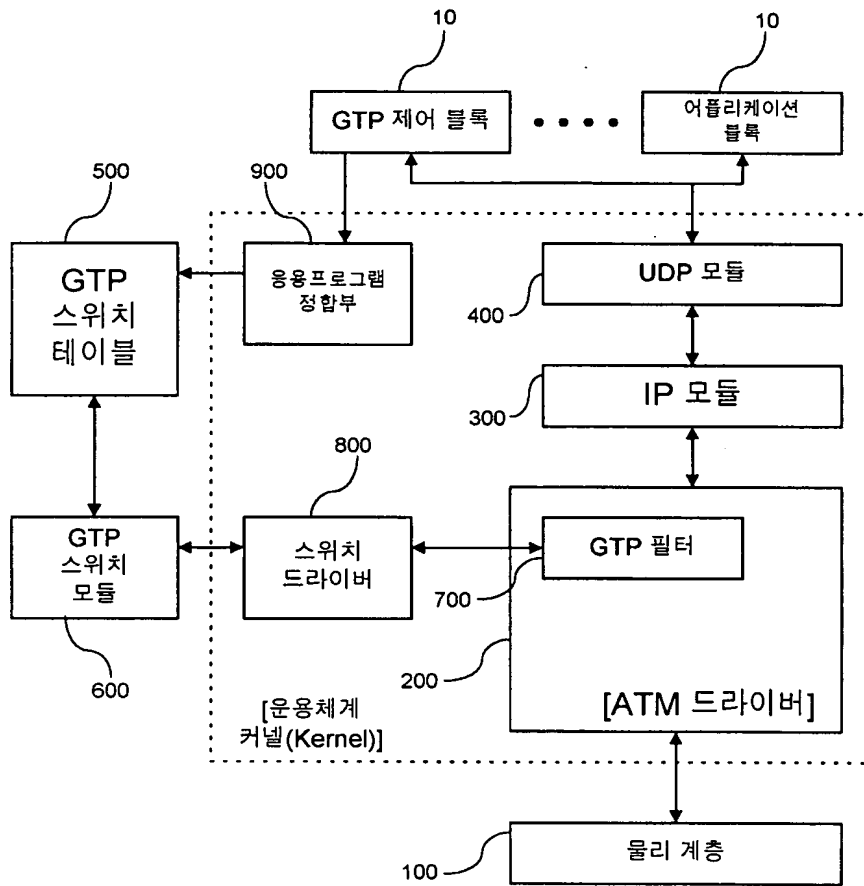 10
10
GTP 제어 블록
어플리케이션
블록
500
900
GTP
스위치
테이블
응용프로그램
정합부
UDP 모듈
400
IP 모듈
300
800
GTP
스위치
모듈
스위치
드라이버
GTP 필터
700
600
200
[운용체계
커널(Kernel)]
[ATM 드라이버]
물리 계층
100